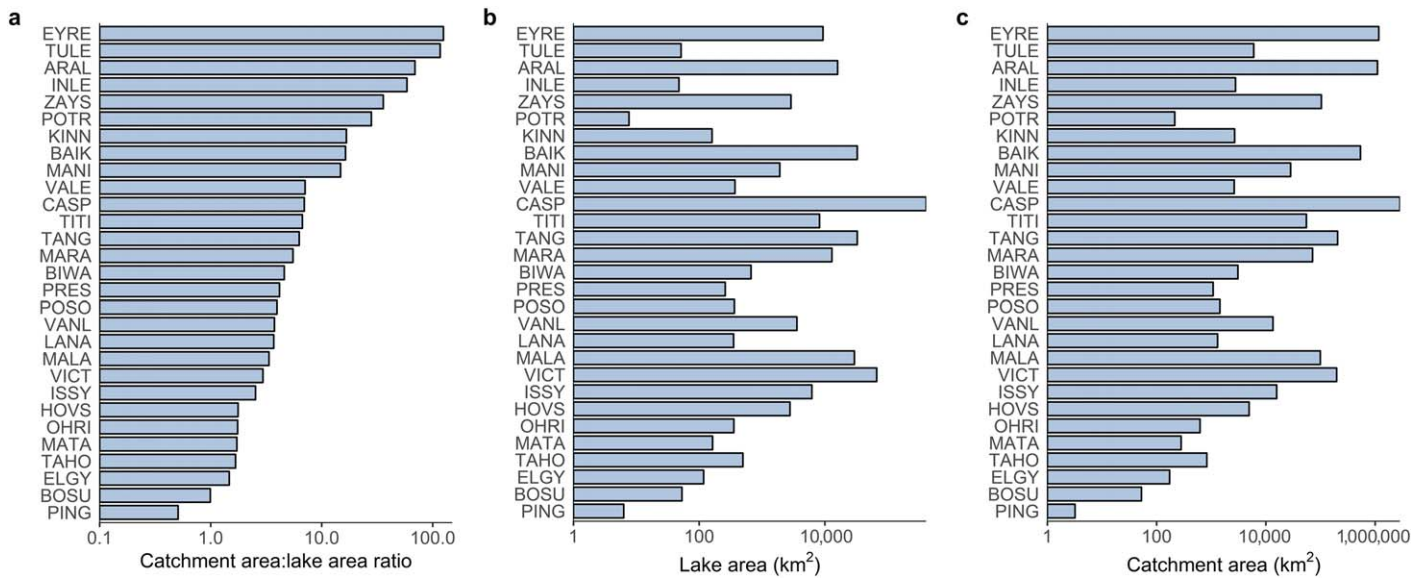 a
EYRE
TULE
ARAL
INLE
ZAYS
POTR
KINN
BAIK
MANI
VALE
CASP
TITI
TANG
MARA
BIWA
PRES
POSO
VANL
LANA
MALA
VICT
ISSY
HOVS
OHRI
MATA
TAHO
ELGY
BOSU
PING
0.1 1.0 10.0 100.0
Catchment area:lake area ratio
b
EYRE
TULE
ARAL
INLE
ZAYS
POTR
KINN
BAIK
MANI
VALE
CASP
TITI
TANG
MARA
BIWA
PRES
POSO
VANL
LANA
MALA
VICT
ISSY
HOVS
OHRI
MATA
TAHO
ELGY
BOSU
PING
1 100 10,000
Lake area (km²)
c
EYRE
TULE
ARAL
INLE
ZAYS
POTR
KINN
BAIK
MANI
VALE
CASP
TITI
TANG
MARA
BIWA
PRES
POSO
VANL
LANA
MALA
VICT
ISSY
HOVS
OHRI
MATA
TAHO
ELGY
BOSU
PING
1 100 10,000 1,000,000
Catchment area (km²)